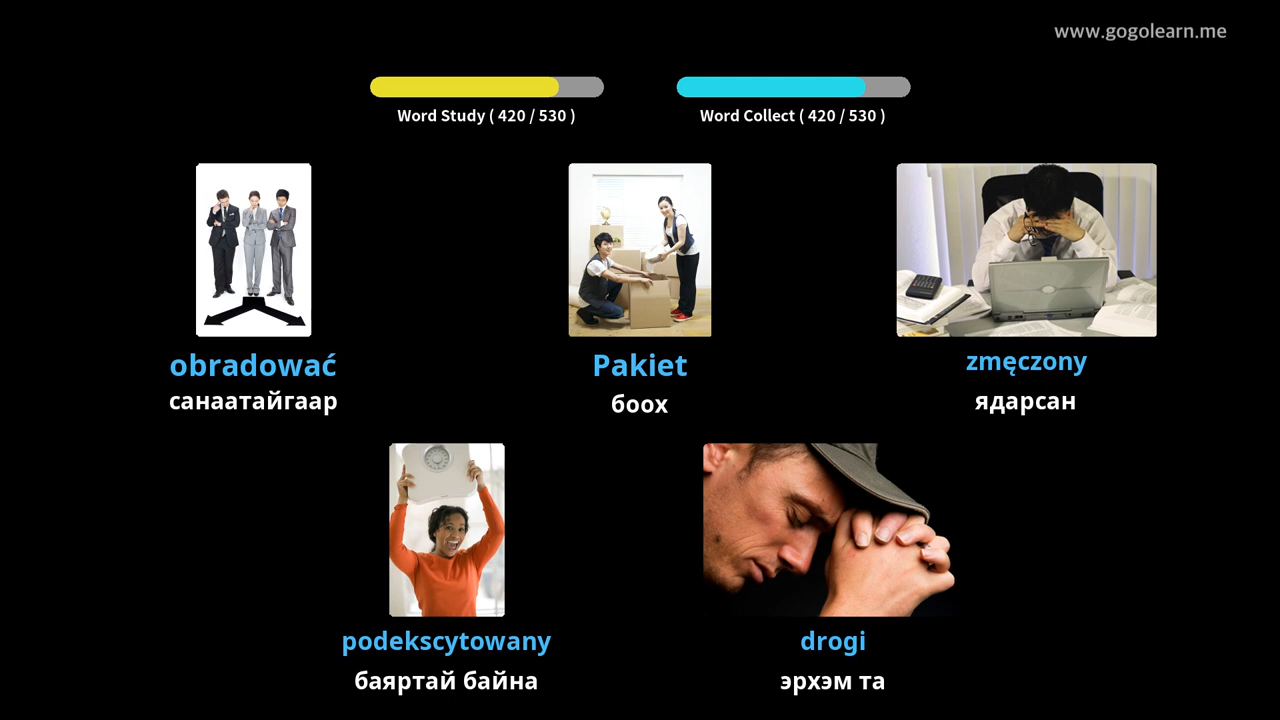 www.gogolearn.me
Word Study ( 420 / 530 )
Word Collect ( 420 / 530 )
obradować
санаатайгаар
Pakiet
боох
zmęczony
ядарсан
podekscytowany
баяртай байна
drogi
эрхэм та